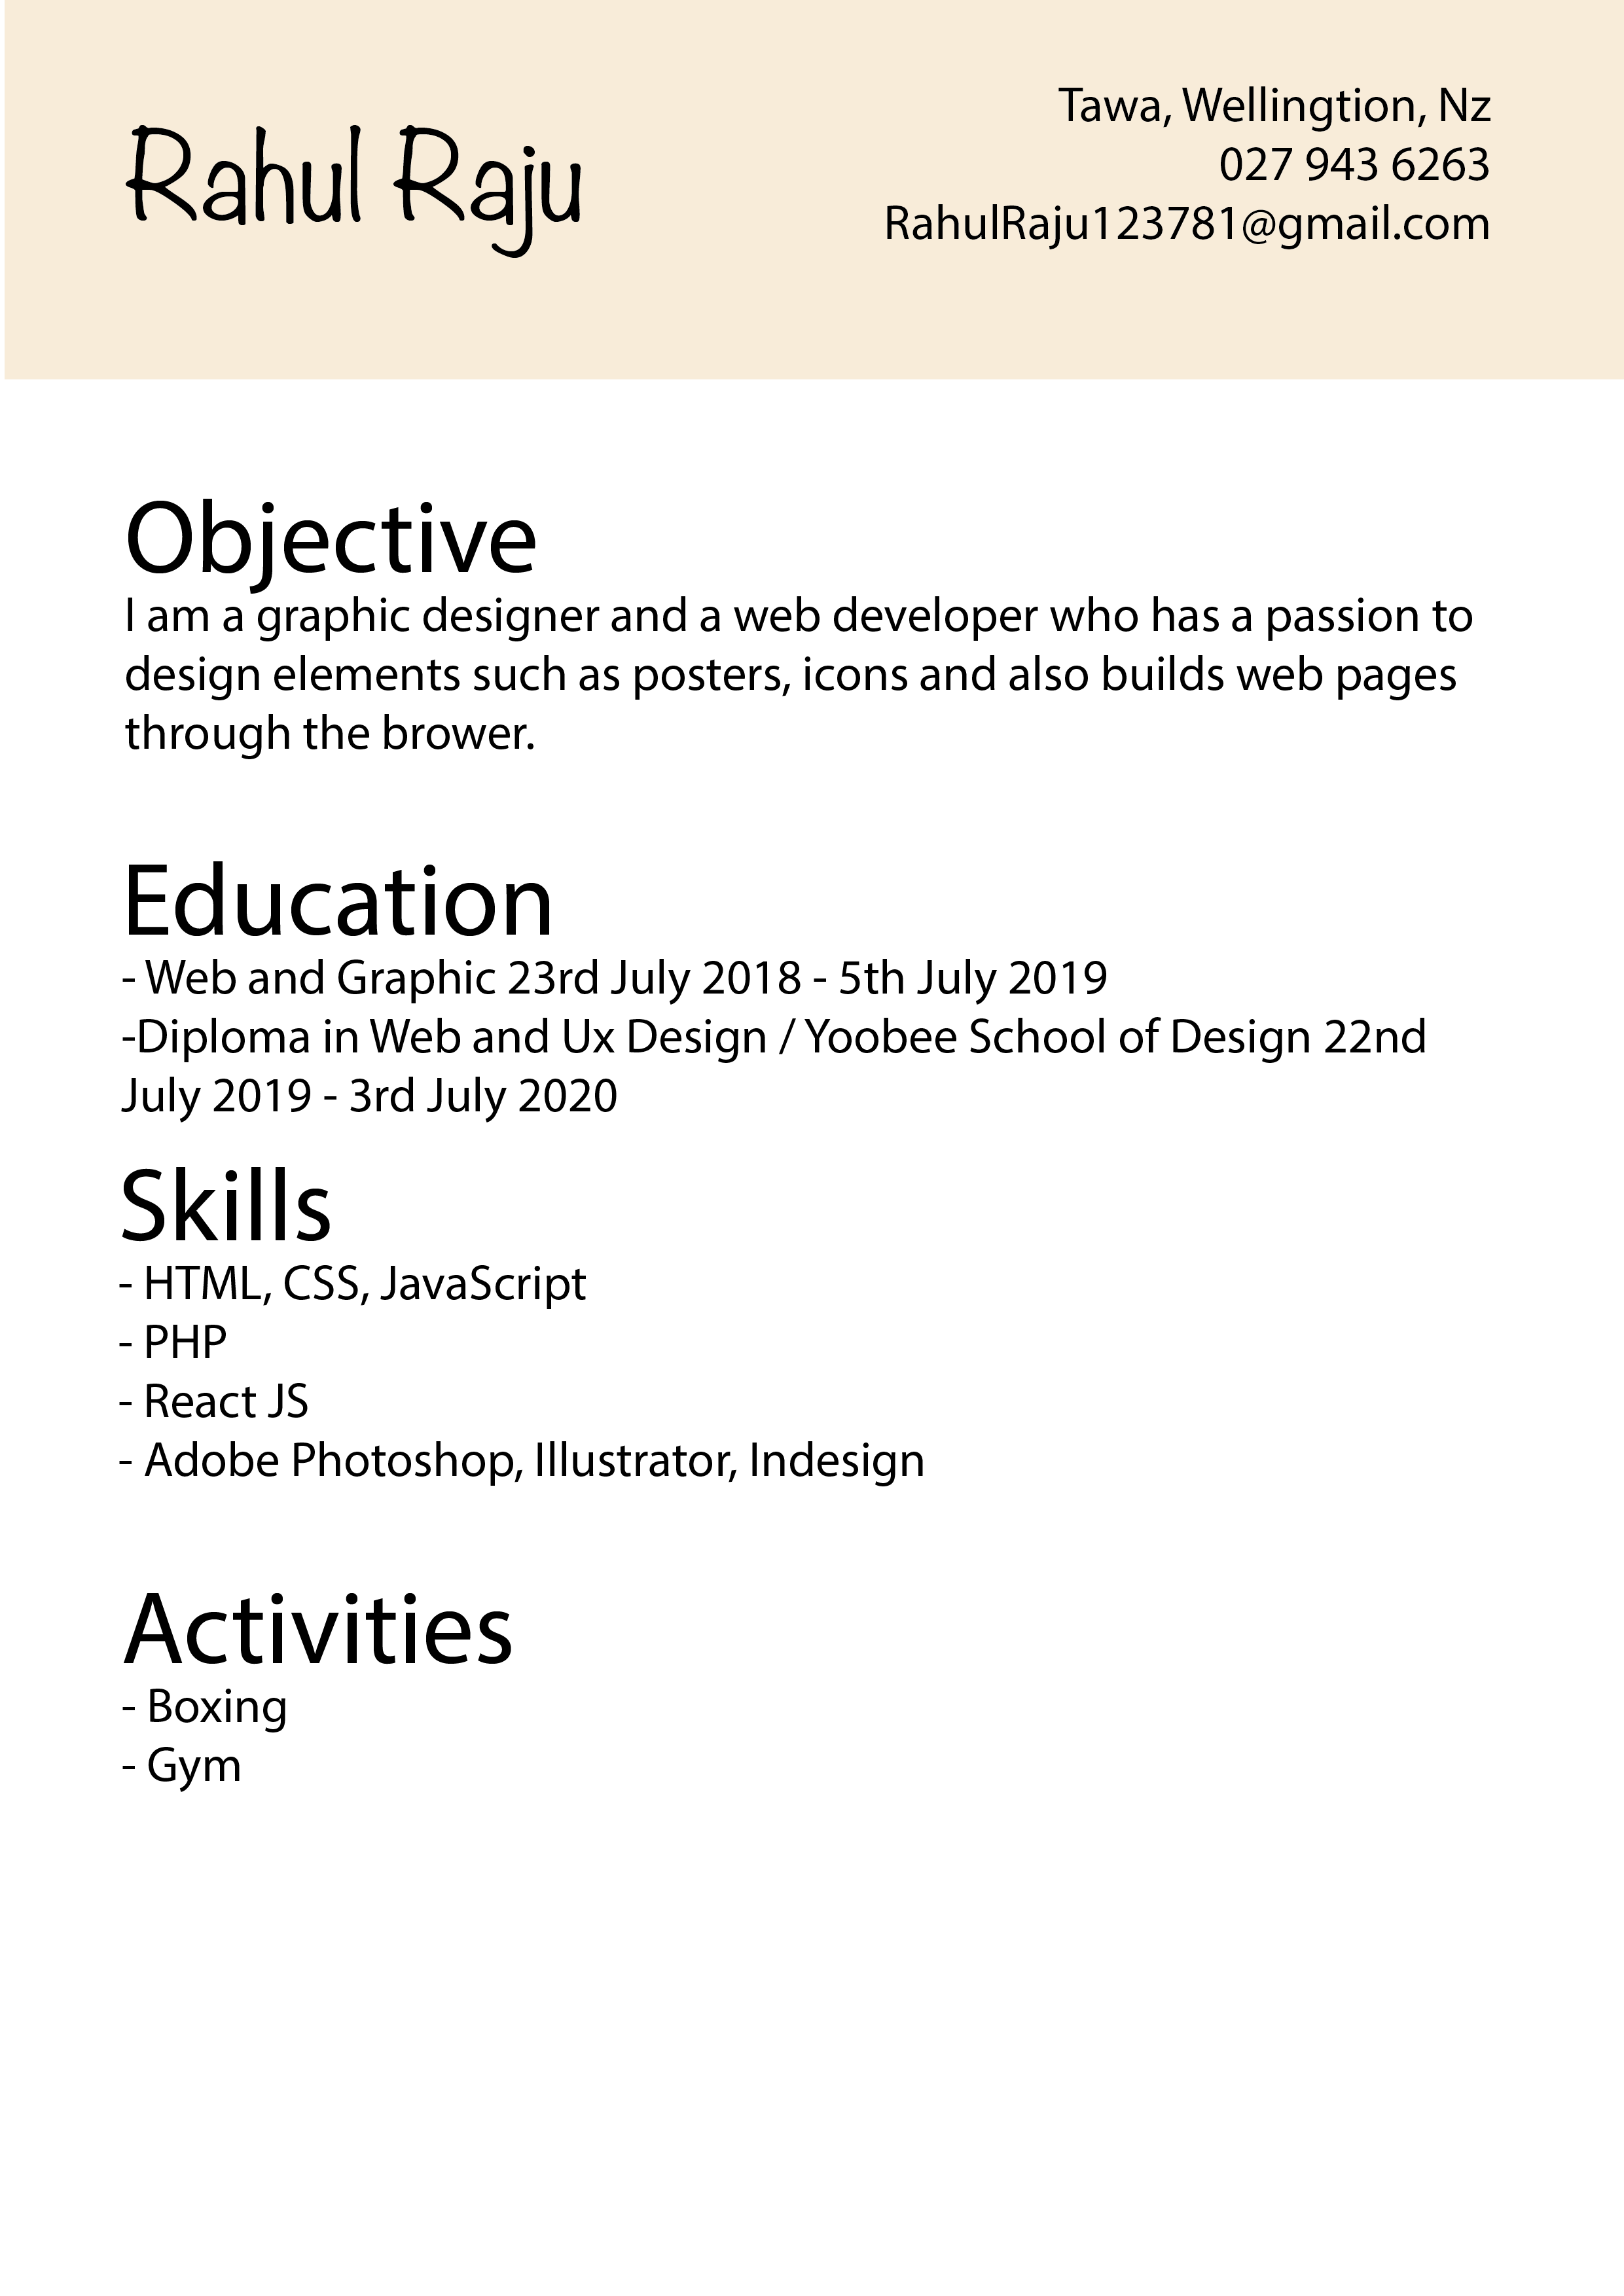 Rahul Raju
Tawa, Wellingtion, Nz
027 943 6263
RahulRaju123781@gmail.com
Objective
I am a graphic designer and a web developer who has a passion to
design elements such as posters, icons and also builds web pages
through the brower.
Education
- Web and Graphic 23rd July 2018 - 5th July 2019
-Diploma in Web and Ux Design / Yoobee School of Design 22nd
July 2019 - 3rd July 2020
Skills
- HTML, CSS, JavaScript
- PHP
- React JS
- Adobe Photoshop, Illustrator, Indesign
Activities
- Boxing
- Gym